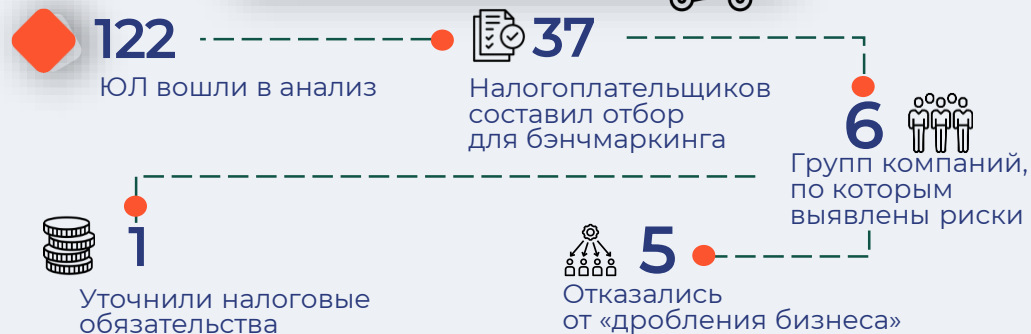 122
ЮЛ вошли в анализ
37
Налогоплательщиков
составил отбор
для бэнчмаркинга
6
Групп компаний,
по которым
выявлены риски
1
Уточнили налоговые
обязательства
5
Отказались
от «дробления бизнеса»